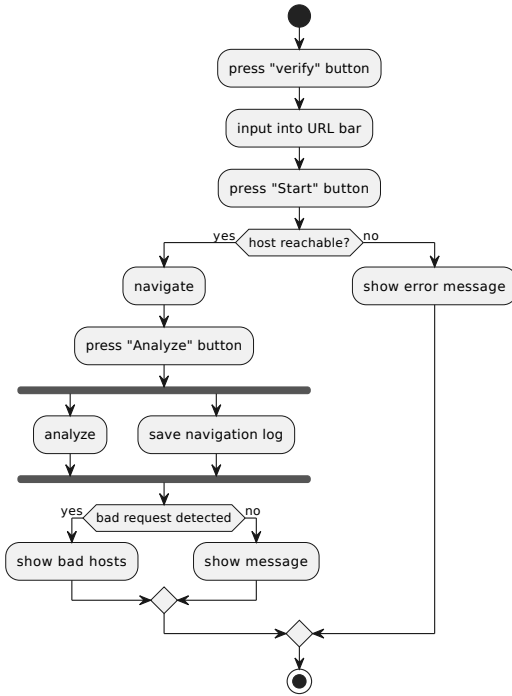 press "verify" button
input into URL bar
press "Start" button
yes
host reachable?
no
navigate
show error message
press "Analyze" button
analyze
save navigation log
yes
bad request detected
no
show bad hosts
show message